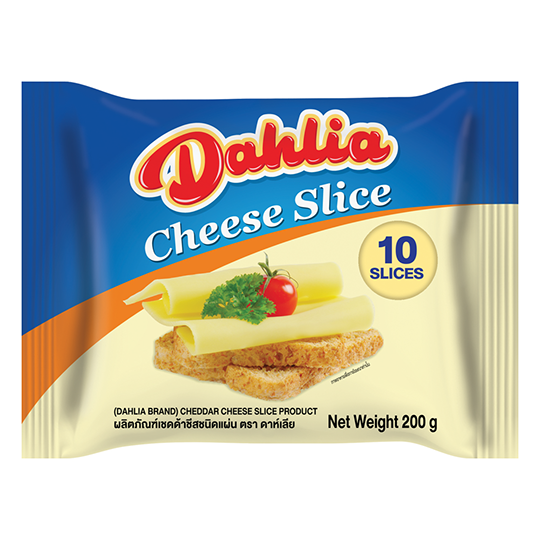 Dahlia
Cheese Slice
10
SLICES
(DAHLIA BRAND) CHEDDAR CHEESE SLICE PRODUCT
ผลิตภัณฑ์เชดด้าชีสชนิดแผ่น ตรา ดาห์เลีย
Net Weight 200 g